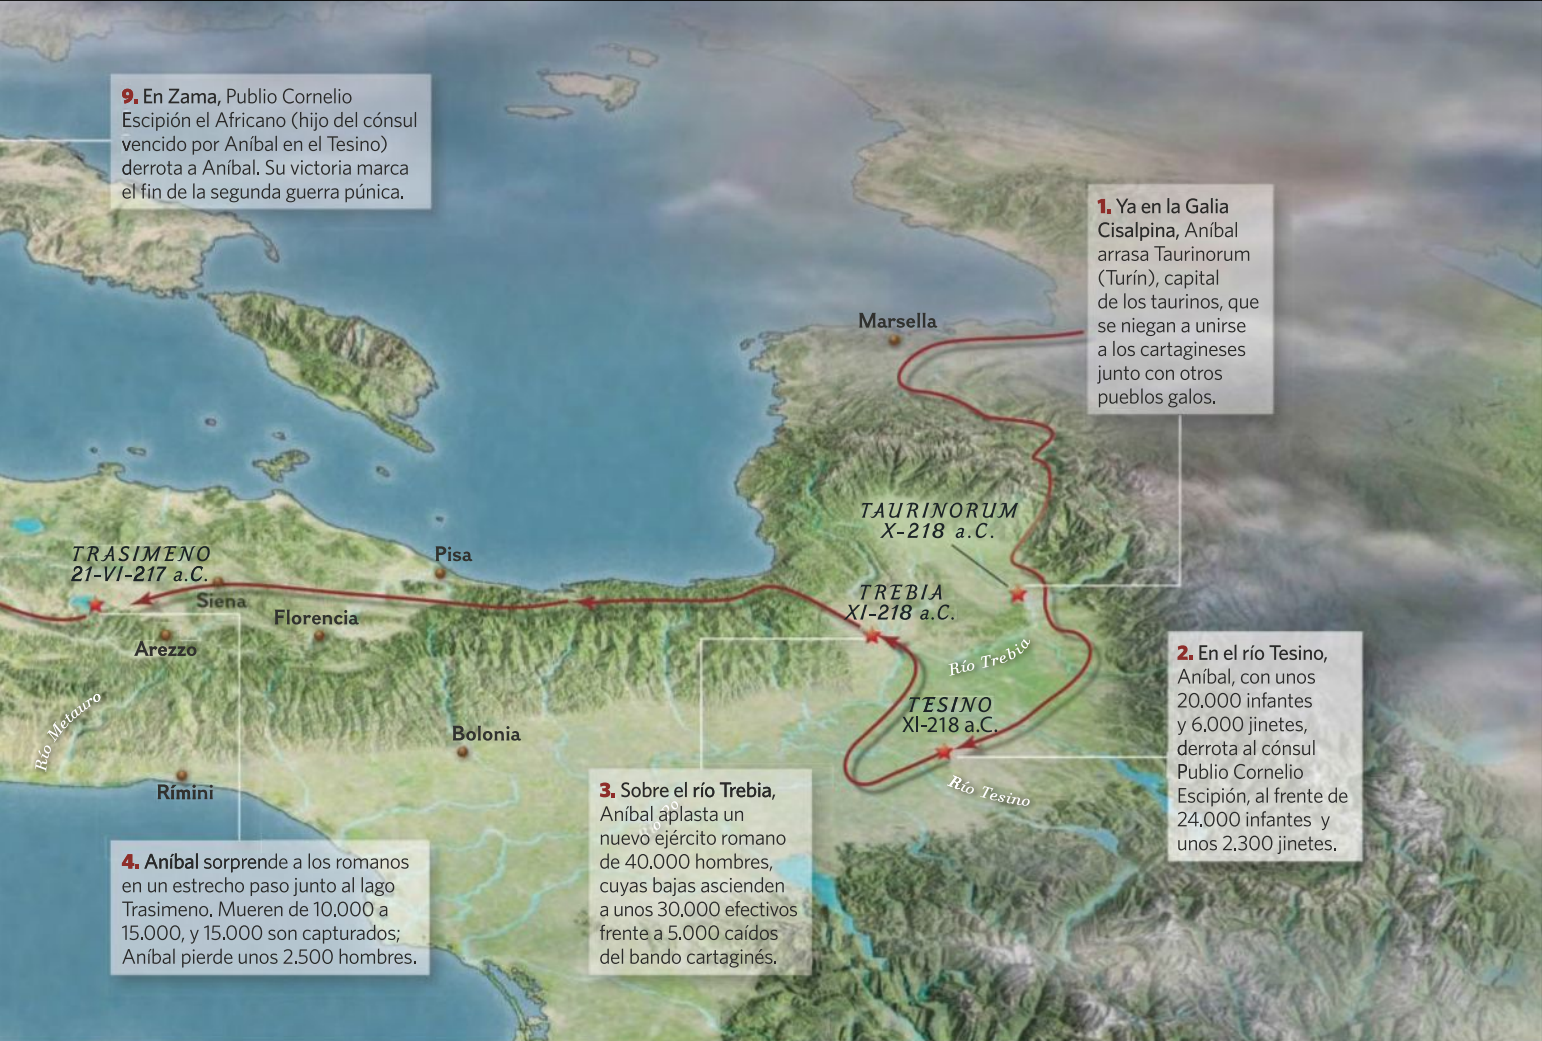 9. En Zama, Publio Cornelio
Escipión el Africano (hijo del cónsul
vencido por Aníbal en el Tesino)
derrota a Aníbal. Su victoria marca
el fin de la segunda guerra púnica.
1. Ya en la Galia
Cisalpina, Aníbal
arrasa Taurinorum
(Turín), capital
de los taurinos, que
se niegan a unirse
a los cartagineses
junto con otros
pueblos galos.
Marsella
TAURINORUM
X-218 a.C.
TRASIMENO
21-VI-217 a.C.
Pisa
TREBIA
XI-218 a.C.
Siena
Florencia
Arezzo
Río Trebia
2. En el río Tesino,
Aníbal, con unos
20.000 infantes
y 6.000 jinetes,
derrota al cónsul
Publio Cornelio
Escipión, al frente de
24.000 infantes y
unos 2.300 jinetes.
TESINO
XI-218 a.C.
Río Metauro
Bolonia
Rímini
Río Tesino
3. Sobre el río Trebia,
Aníbal aplasta un
nuevo ejército romano
de 40.000 hombres,
cuyas bajas ascienden
a unos 30.000 efectivos
frente a 5.000 caídos
del bando cartaginés.
4. Aníbal sorprende a los romanos
en un estrecho paso junto al lago
Trasimeno. Mueren de 10.000 a
15.000, y 15.000 son capturados;
Aníbal pierde unos 2.500 hombres.